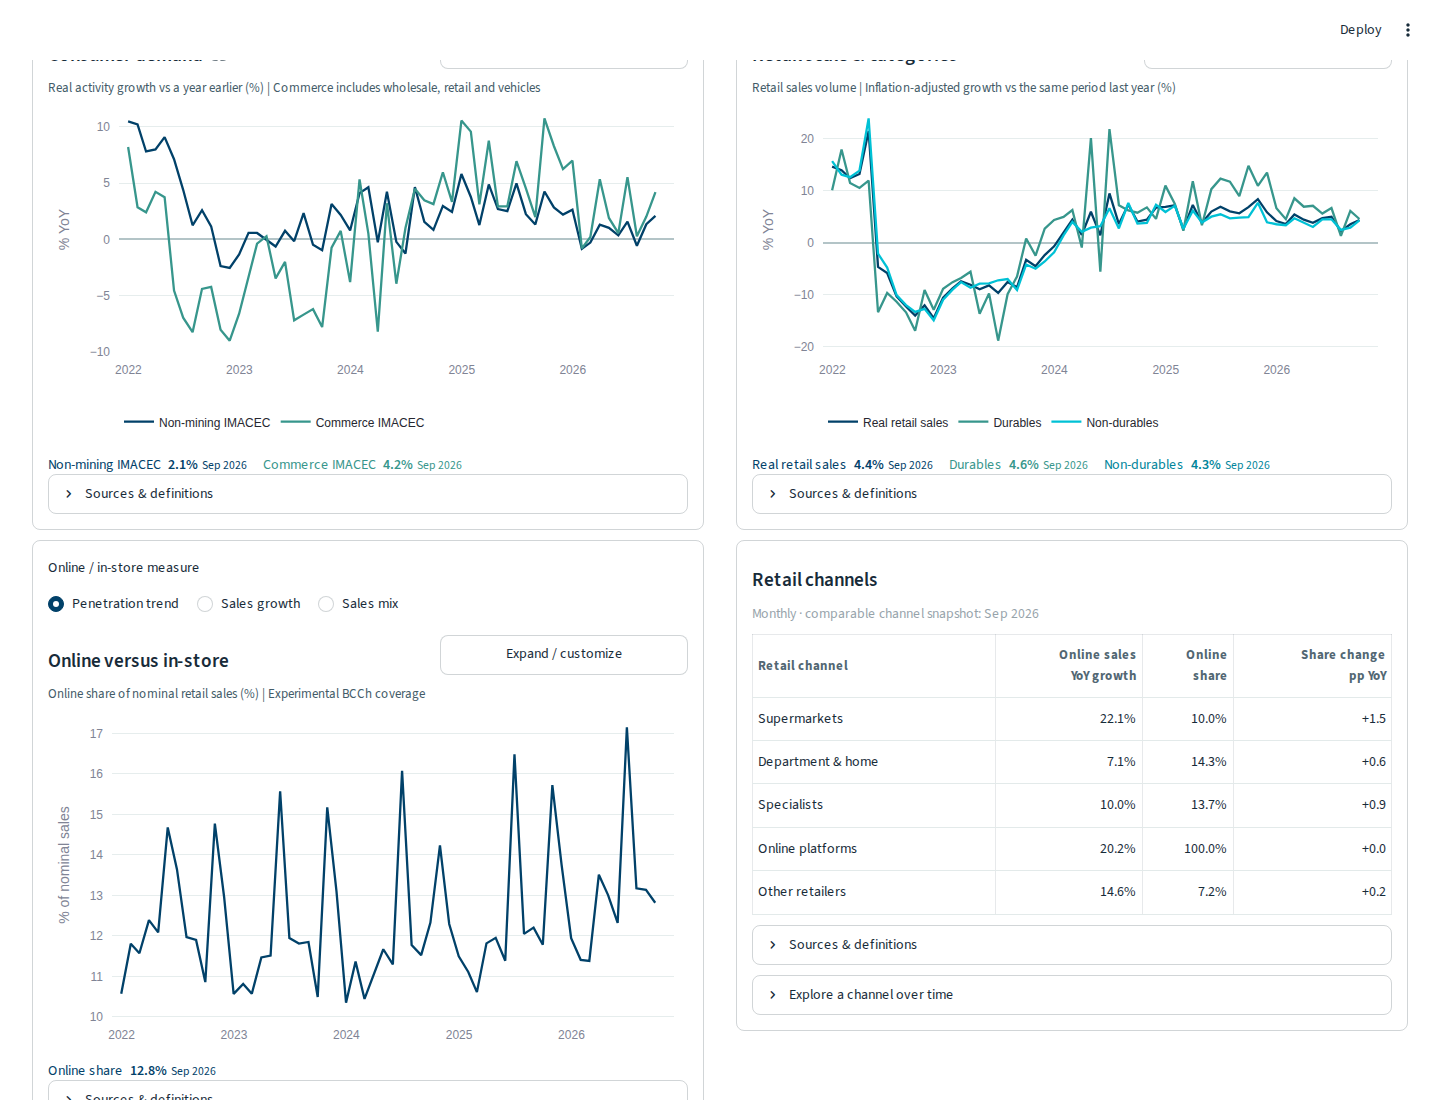 Deploy
Real activity growth vs a year earlier (%) | Commerce includes wholesale, retail and vehicles
10
5
0
−5
−10
% YoY
2022 2023 2024 2025 2026
Non-mining IMACEC Commerce IMACEC
Non-mining IMACEC 2.1% Sep 2026 Commerce IMACEC 4.2% Sep 2026
Sources & definitions
Retail sales volume | Inflation-adjusted growth vs the same period last year (%)
20
10
0
−10
−20
% YoY
2022 2023 2024 2025 2026
Real retail sales Durables Non-durables
Real retail sales 4.4% Sep 2026 Durables 4.6% Sep 2026 Non-durables 4.3% Sep 2026
Sources & definitions
Online / in-store measure
Penetration trend Sales growth Sales mix
Online versus in-store
Expand / customize
Online share of nominal retail sales (%) | Experimental BCCh coverage
17
16
15
14
13
12
11
10
% of nominal sales
2022 2023 2024 2025 2026
Online share 12.8% Sep 2026
Sources & definitions
Retail channels
Monthly · comparable channel snapshot: Sep 2026
Retail channel Online sales YoY growth Online share Share change pp YoY
Supermarkets 22.1% 10.0% +1.5
Department & home 7.1% 14.3% +0.6
Specialists 10.0% 13.7% +0.9
Online platforms 20.2% 100.0% +0.0
Other retailers 14.6% 7.2% +0.2
Sources & definitions
Explore a channel over time